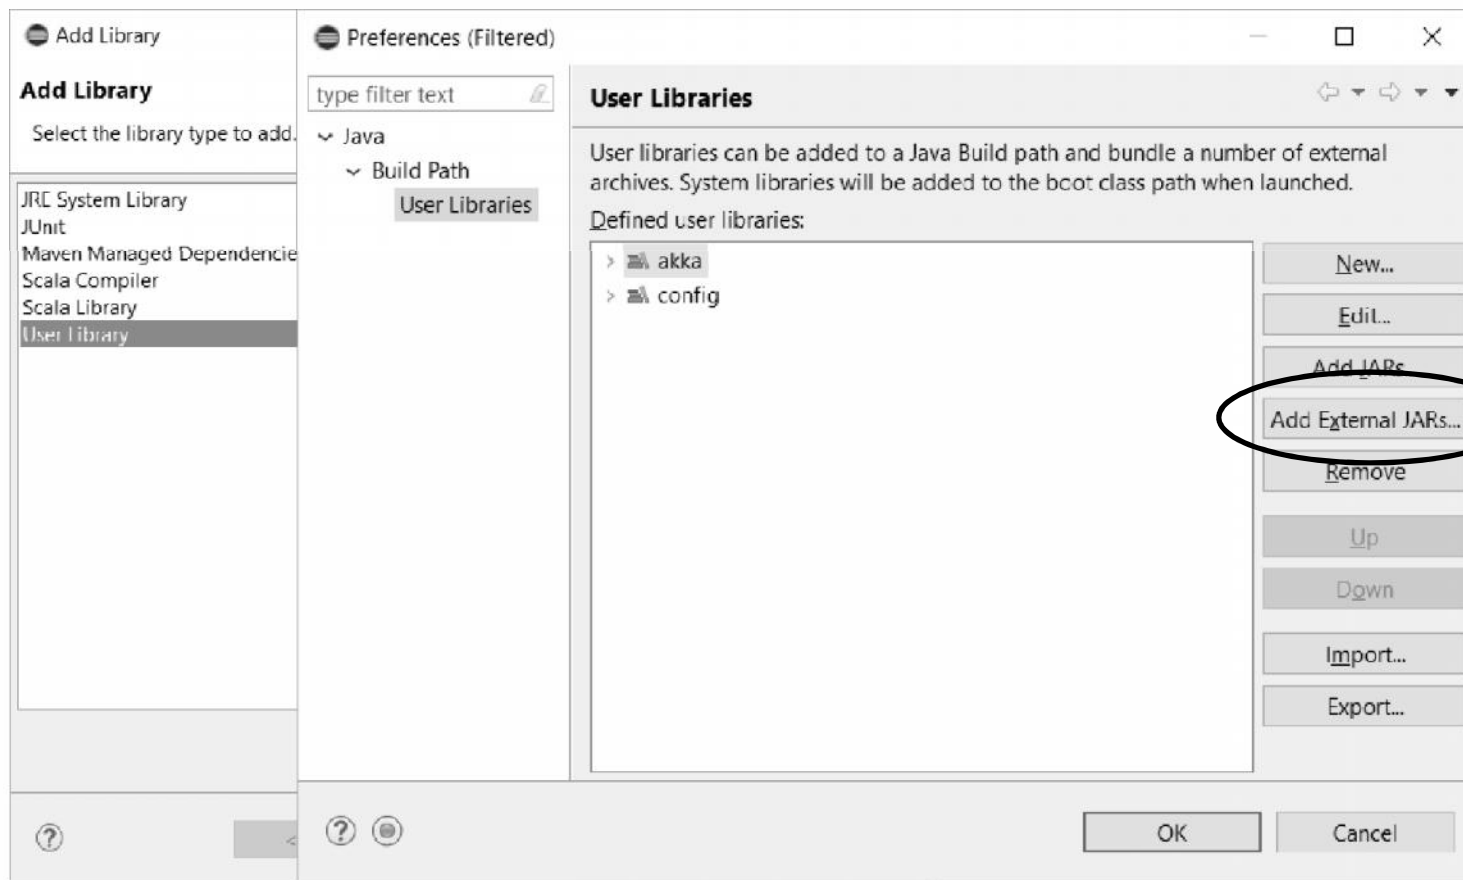 Add Library
Add Library
Select the library type to add.
JRE System Library
JUnit
Maven Managed Dependencie
Scala Compiler
Scala Library
User Library
<
Preferences (Filtered)
type filter text
Java
Build Path
User Libraries
User Libraries
User libraries can be added to a Java Build path and bundle a number of external
archives. System libraries will be added to the boot class path when launched.
Defined user libraries:
akka
config
New...
Edit...
Add JARs
Add External JARs...
Remove
Up
Down
Import...
Export...
OK
Cancel